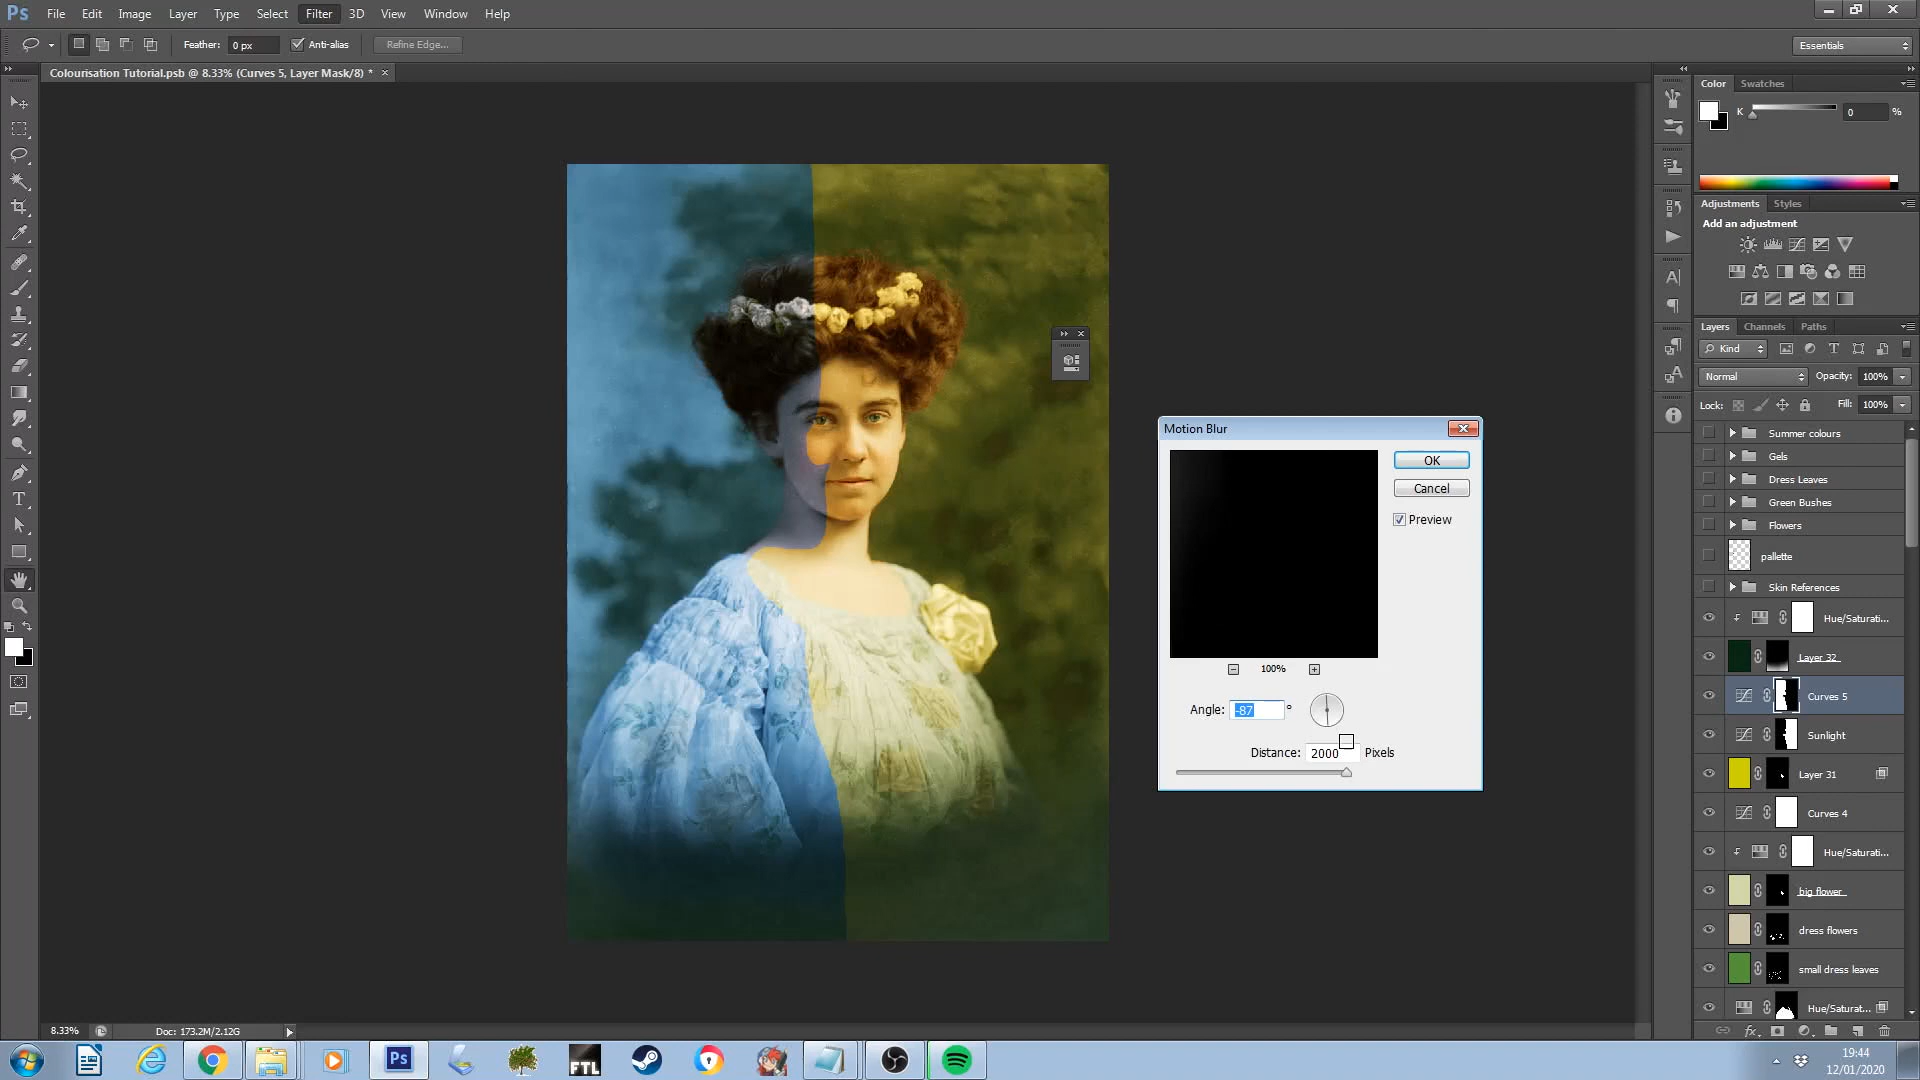 Ps File Edit Image Layer Type Select Filter 3D View Window Help
Feather: 0 px Anti-alias Refine Edge... Essentials
Colourisation Tutorial.psb @ 8.33% (Curves 5, Layer Mask/8) *
Color Swatches
K 0 %
Adjustments Styles
Add an adjustment
Layers Channels Paths
Kind
Normal Opacity: 100%
Lock: Fill: 100%
Summer colours
Gels
Dress Leaves
Green Bushes
Flowers
pallette
Skin References
Hue/Saturati...
Layer 32
Curves 5
Sunlight
Layer 31
Curves 4
Hue/Saturati...
big flower
dress flowers
small dress leaves
Hue/Saturat...
Motion Blur
OK
Cancel
Preview
100%
Angle: -87 °
Distance: 2000 Pixels
8.33% Doc: 173.2M/2.12G
Ps
FTL
19:44
12/01/2020